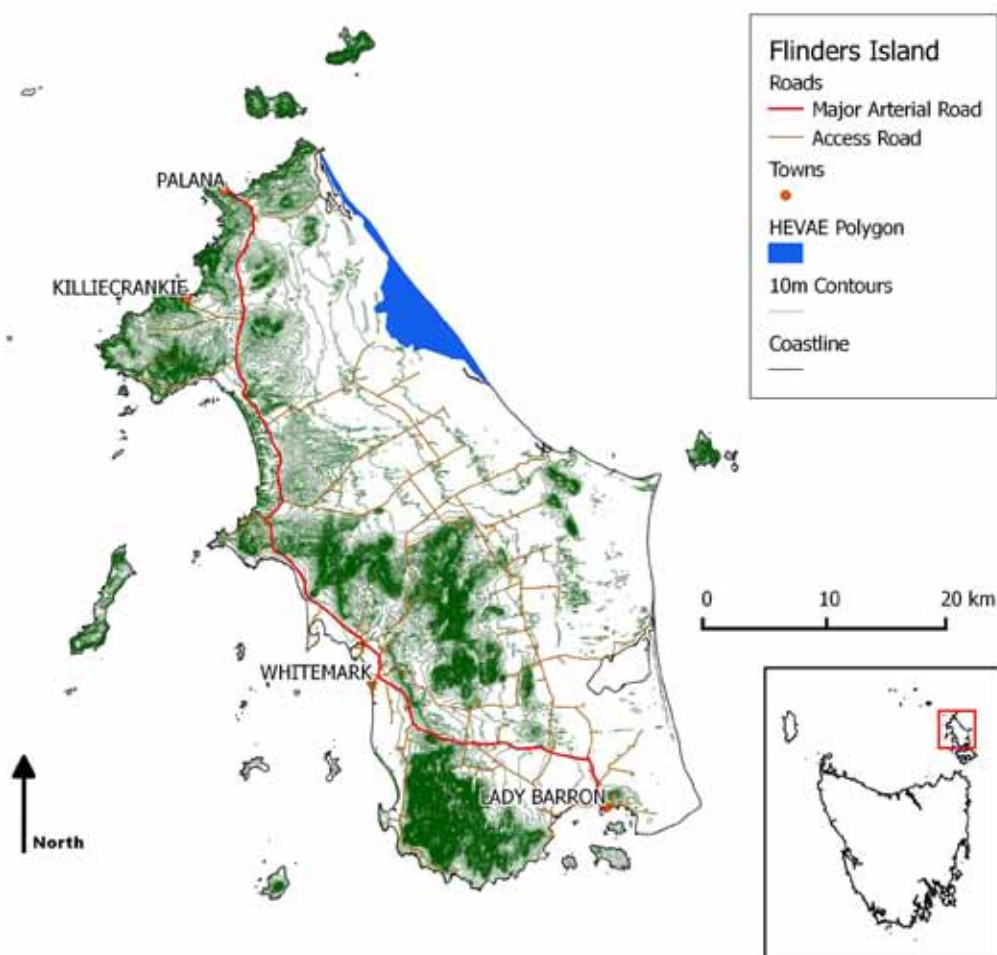 Flinders Island
Roads
Major Arterial Road
Access Road
Towns
HEVAE Polygon
10m Contours
Coastline
PALANA
KILLIECRANKIE
WHITEMARK
LADY BARRON
0 10 20 km
North